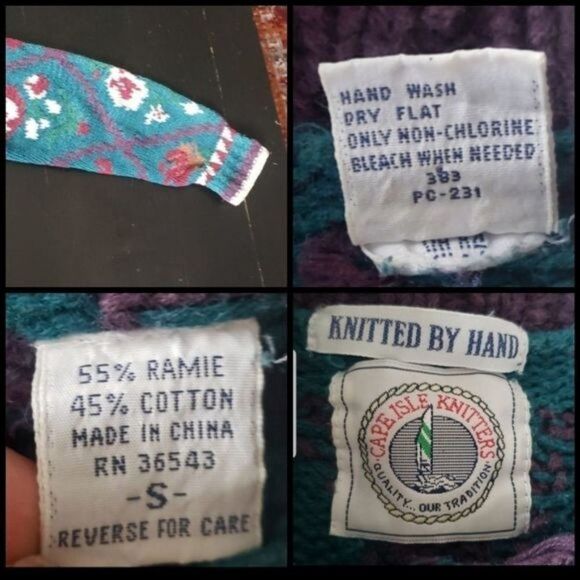 HAND WASH
DRY FLAT
ONLY NON-CHLORINE
BLEACH WHEN NEEDED
393
PC-231
55% RAMIE
45% COTTON
MADE IN CHINA
RN 36543
-S-
REVERSE FOR CARE
KNITTED BY HAND
CAPE ISLE KNITTERS
QUALITY... OUR TRADITION